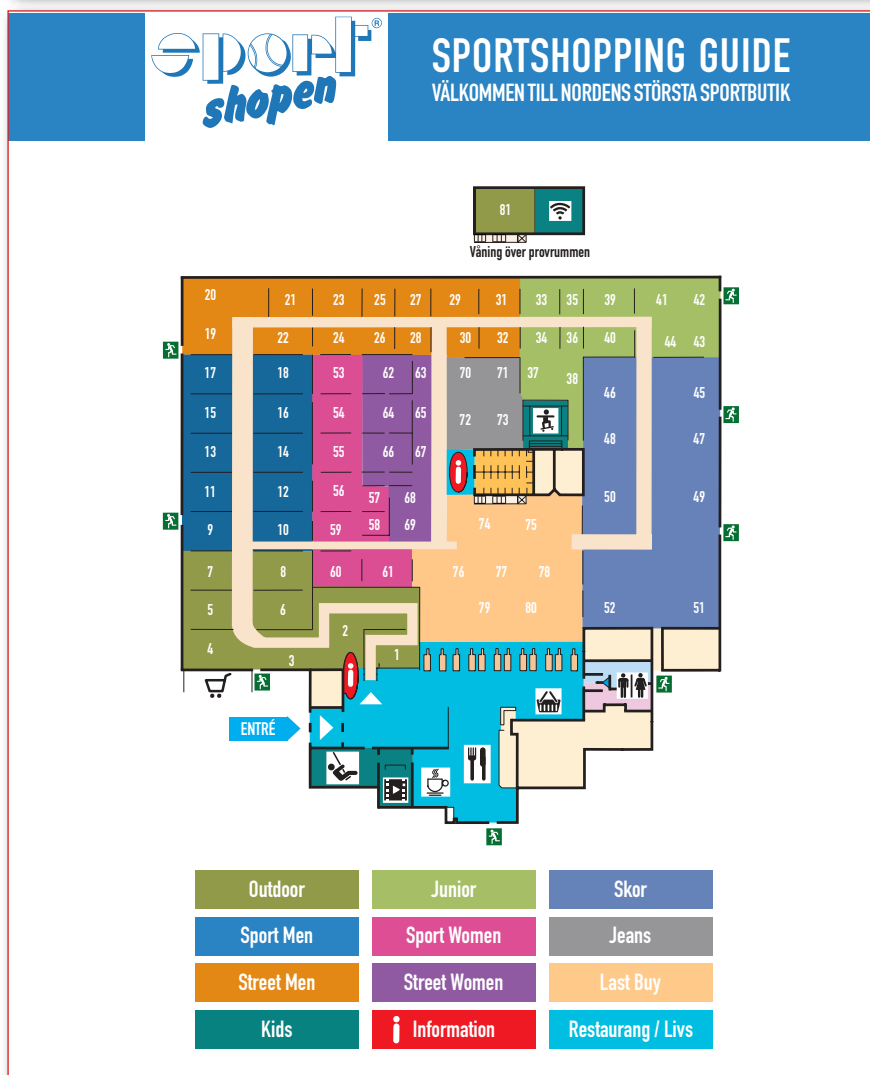 sport®
shopen
SPORTSHOPPING GUIDE
VÄLKOMMEN TILL NORDENS STÖRSTA SPORTBUTIK
81
Våning över provrummen
20 21 23 25 27 29 31 33 35 39 41 42
19 22 24 26 28 30 32 34 36 40 44 43
17 18 53 62 63 70 71 37 38
46 45
15 16 54 64 65 72 73
48 47
13 14 55 66 67
i
11 12 56 57 68
50 49
9 10 59 58 69 74 75
7 8 60 61 76 77 78
5 6 79 80 52 51
2
4 3 1
i
ENTRÉ
Outdoor Junior Skor
Sport Men Sport Women Jeans
Street Men Street Women Last Buy
Kids i Information Restaurang / Livs